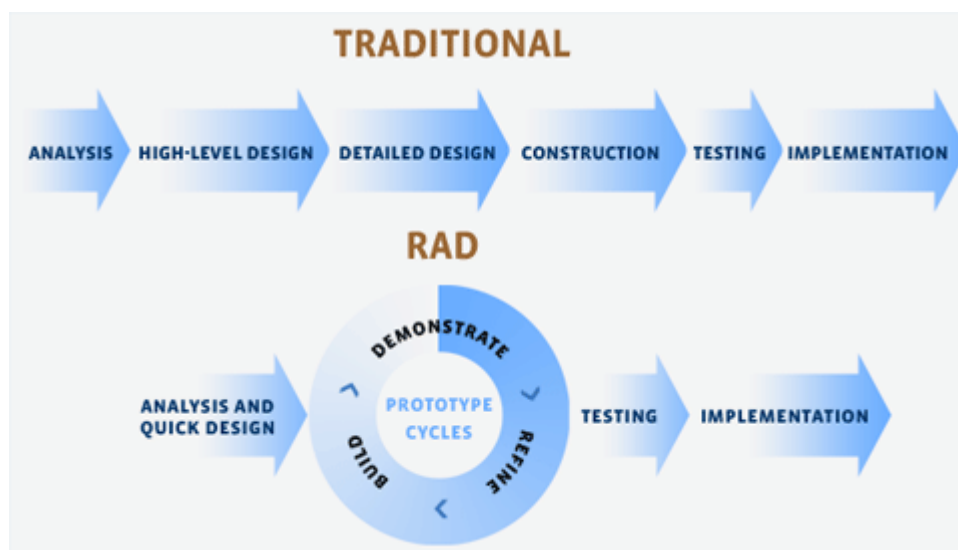 TRADITIONAL
ANALYSIS
HIGH-LEVEL DESIGN
DETAILED DESIGN
CONSTRUCTION
TESTING
IMPLEMENTATION
RAD
ANALYSIS AND
QUICK DESIGN
DEMONSTRATE
REFINE
BUILD
PROTOTYPE
CYCLES
TESTING
IMPLEMENTATION